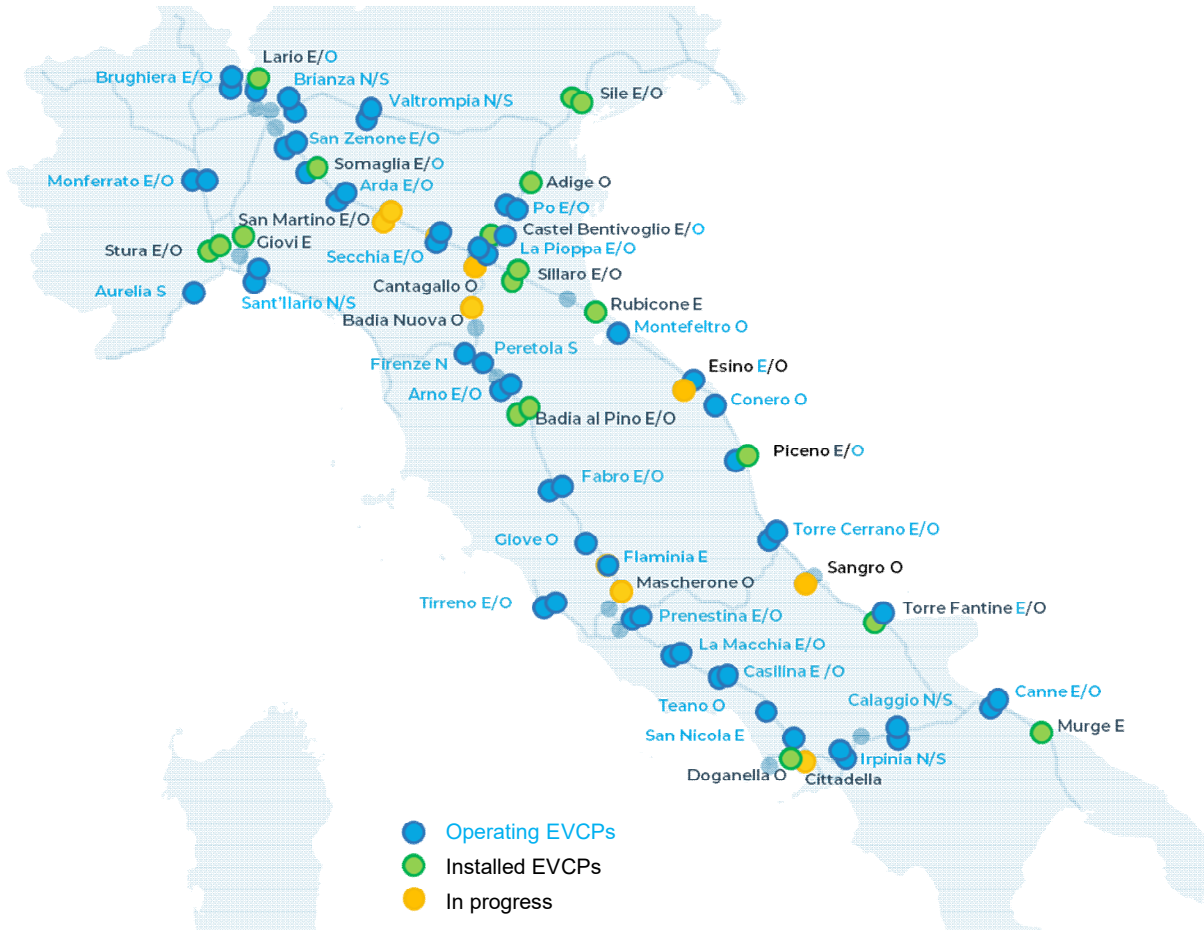 Lario E/O
Brughiera E/O
Brianza N/S
Valtrompia N/S
Sile E/O
San Zenone E/O
Somaglia E/O
Monferrato E/O
Arda E/O
Adige O
Po E/O
San Martino E/O
Castel Bentivoglio E/O
Giovi E
Stura E/O
Secchia E/O
La Pioppa E/O
Sillaro E/O
Cantagallo O
Aurelia S
Sant'Ilario N/S
Rubicone E
Badia Nuova O
Montefeltro O
Peretola S
Firenze N
Esino E/O
Arno E/O
Conero O
Badia al Pino E/O
Piceno E/O
Fabro E/O
Torre Cerrano E/O
Giove O
Flaminia E
Sangro O
Mascherone O
Tirreno E/O
Torre Fantine E/O
Prenestina E/O
La Macchia E/O
Casilina E /O
Canne E/O
Calaggio N/S
Teano O
Murge E
San Nicola E
Irpinia N/S
Doganella O
Cittadella
Operating EVCPs
Installed EVCPs
In progress